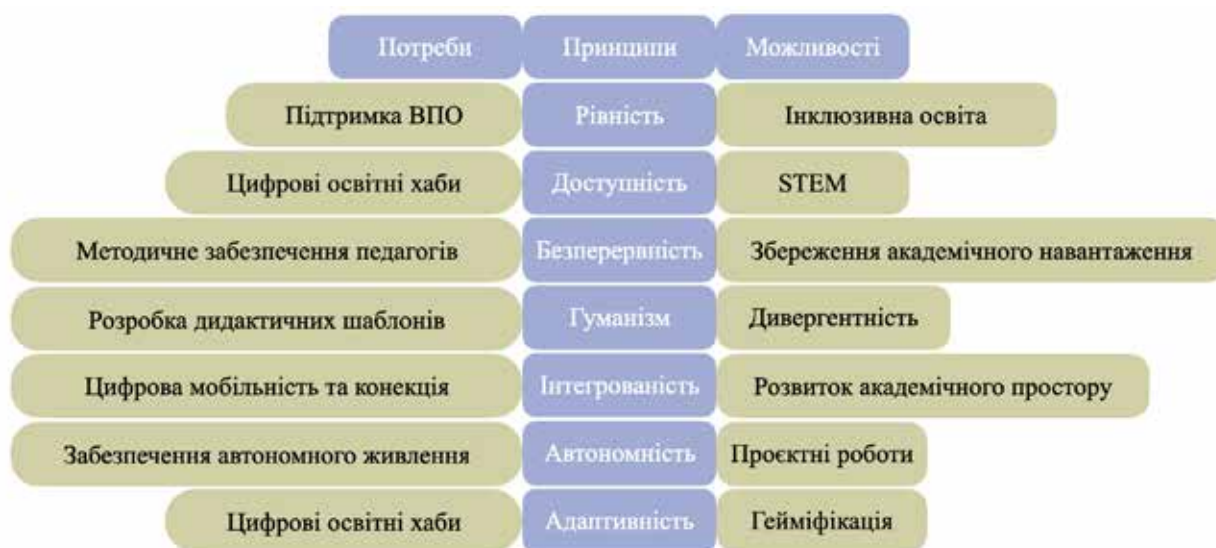 Потреби Принципи Можливості
Підтримка ВПО Рівність Інклюзивна освіта
Цифрові освітні хаби Доступність STEM
Методичне забезпечення педагогів Безперервність Збереження академічного навантаження
Розробка дидактичних шаблонів Гуманізм Дивергентність
Цифрова мобільність та конекція Інтегрованість Розвиток академічного простору
Забезпечення автономного живлення Автономність Проєктні роботи
Цифрові освітні хаби Адаптивність Гейміфікація